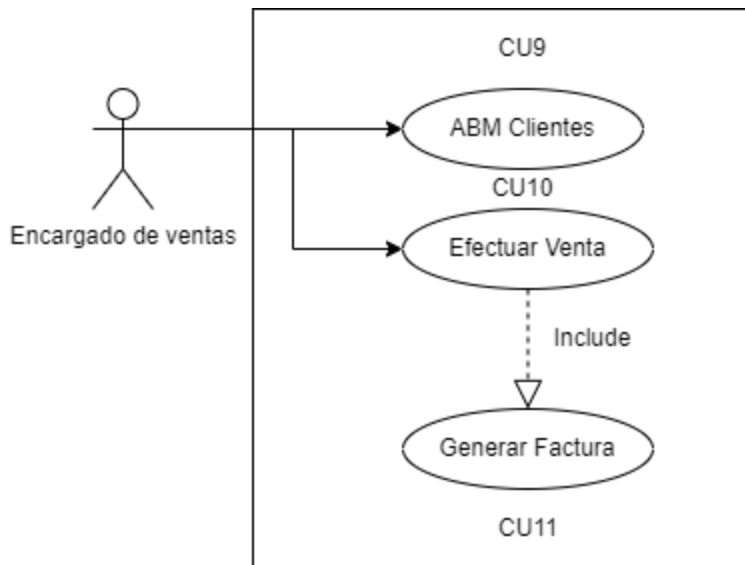 CU9
ABM Clientes
CU10
Encargado de ventas
Efectuar Venta
Include
Generar Factura
CU11